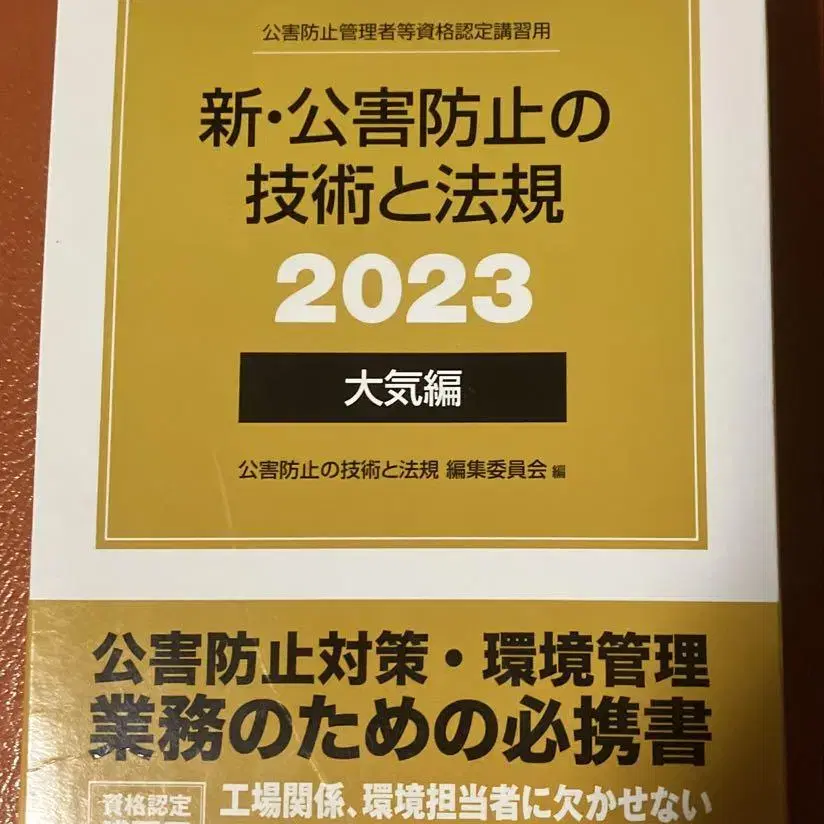 公害防止管理者等資格認定講習用
新・公害防止の
技術と法規
2023
大気編
公害防止の技術と法規 編集委員会 編
公害防止対策・環境管理
業務のための必携書
資格認定
工場関係、環境担当者に欠かせない